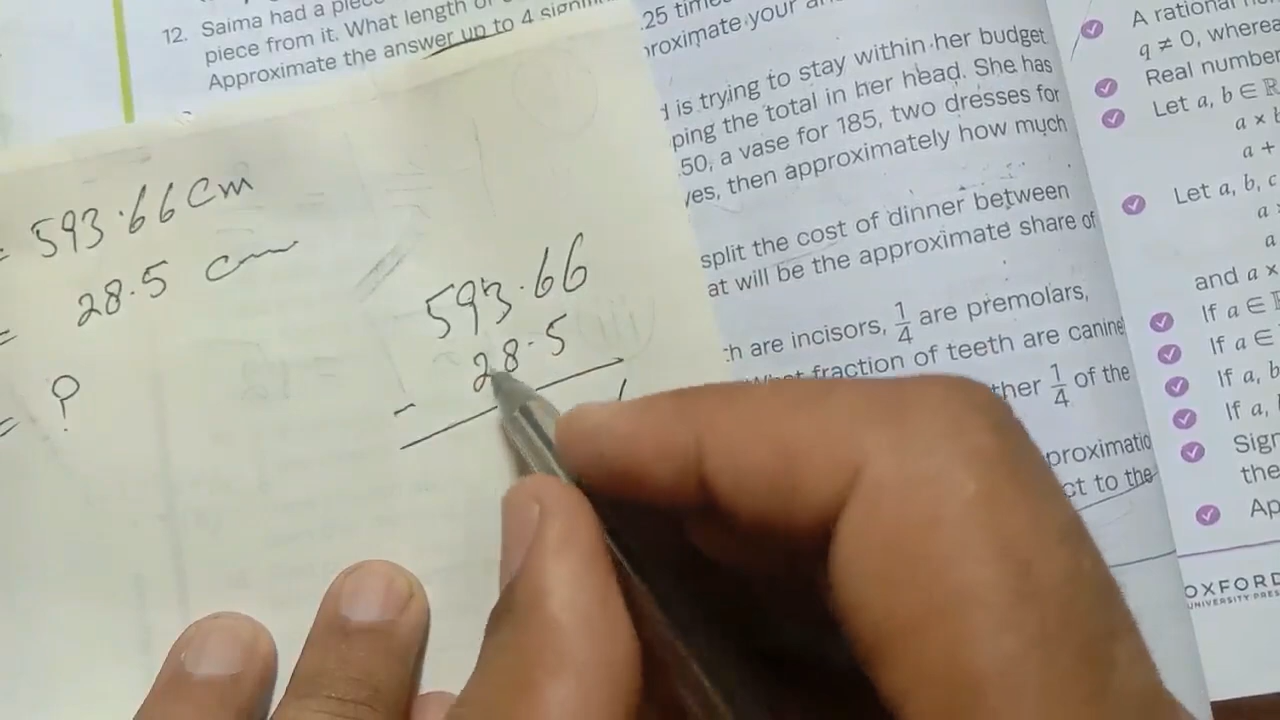 12. Saima had a piece
piece from it. What length of
Approximate the answer up to 4
= 593.66 cm
= 28.5 cm
= ?
593.66
28.5
-
.25
proximate your
is trying to stay within her budget
ping the total in her head. She has
50, a vase for 185, two dresses for
yes, then approximately how much
split the cost of dinner between
at will be the approximate share of
ch are incisors, 1/4 are premolars,
What fraction of teeth are canine
ther 1/4 of the
proximatio
ct to the
A rational
q ≠ 0, wherea
Real number
Let a, b ∈ ℝ
a × b
a +
Let a, b, c
a
a
and a ×
If a ∈
If a ∈
If a, b
If a,
Sign
the
Ap
OXFORD
UNIVERSITY PRES